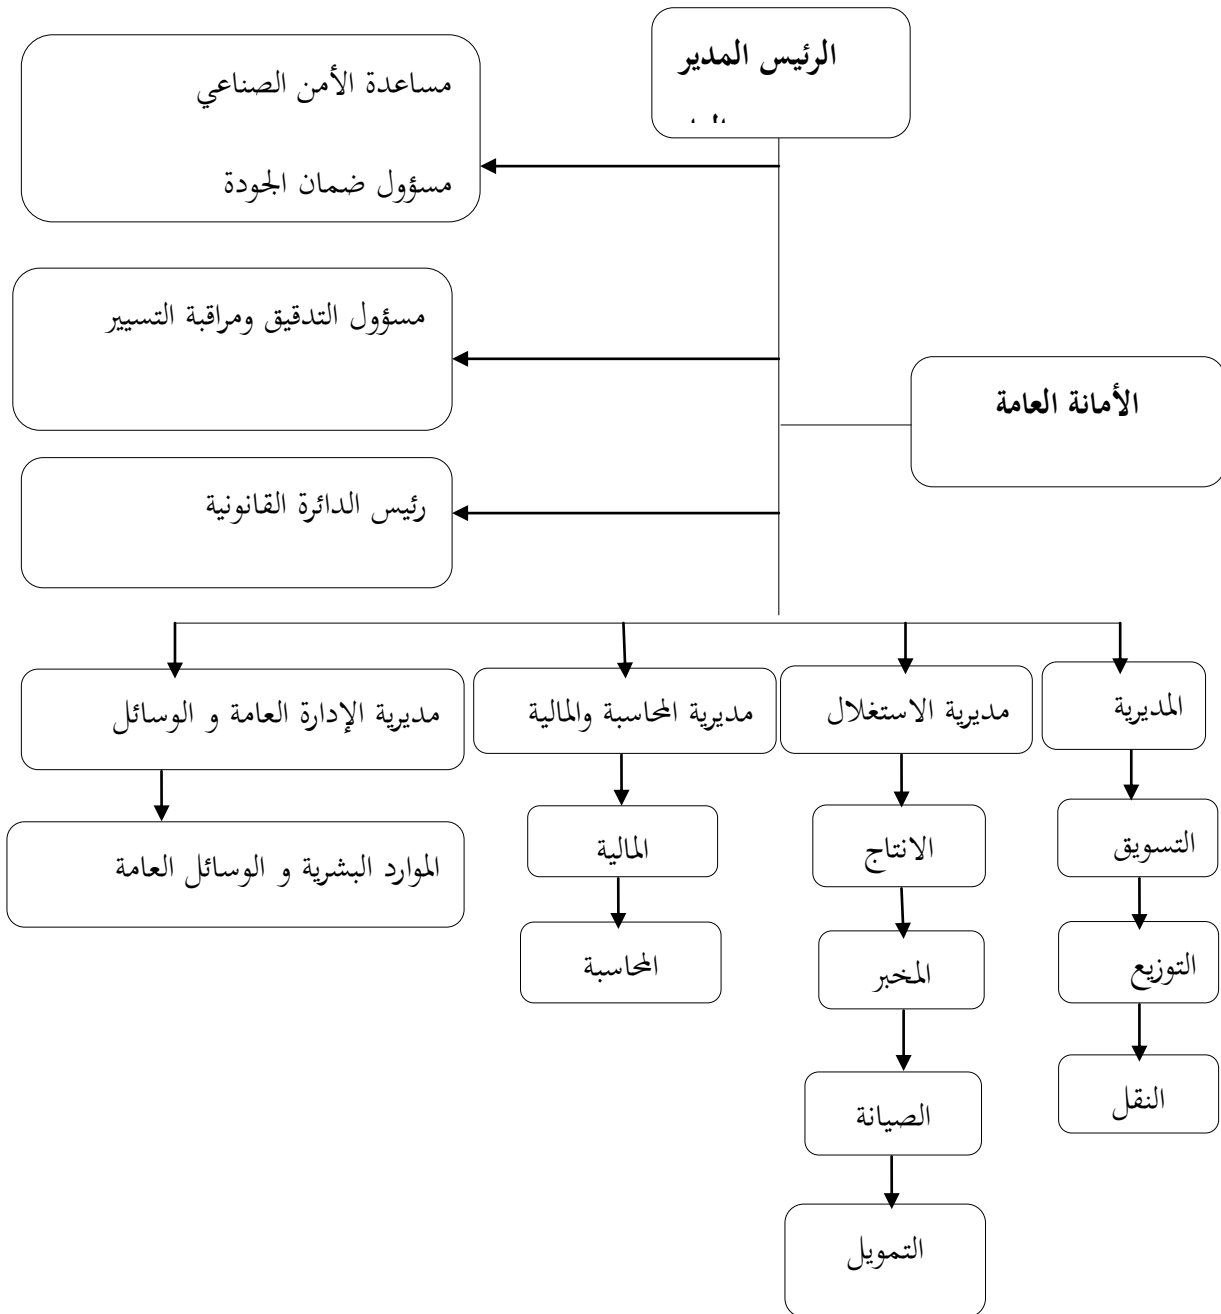 الرئيس المدير
مساعدة الأمن الصناعي
مسؤول ضمان الجودة
مسؤول التدقيق ومراقبة التسيير
الأمانة العامة
رئيس الدائرة القانونية
المديرية
مديرية الاستغلال
مديرية المحاسبة والمالية
مديرية الإدارة العامة و الوسائل
التسويق
الانتاج
المالية
الموارد البشرية و الوسائل العامة
التوزيع
المخبر
المحاسبة
النقل
الصيانة
التمويل